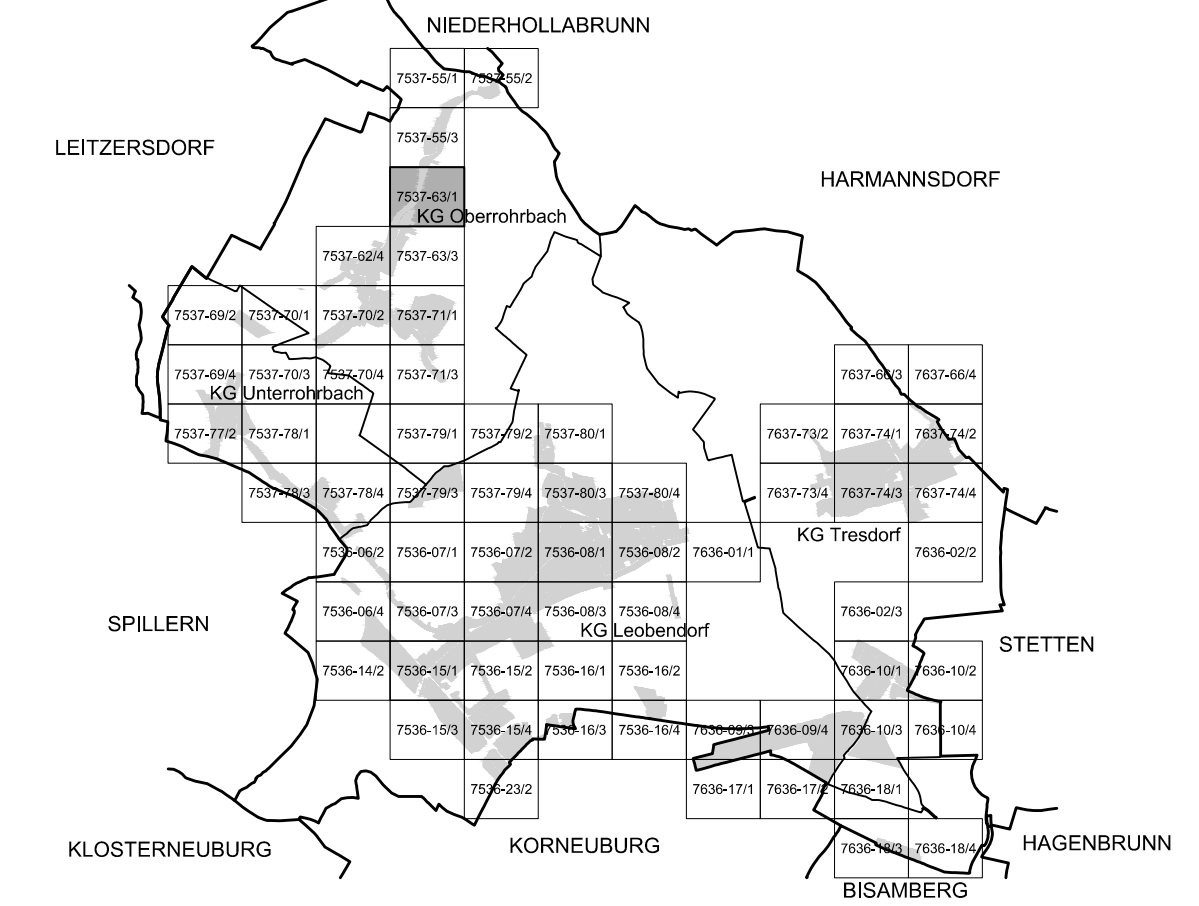 NIEDERHOLLABRUNN
7537-55/1 7537-55/2
7537-55/3
LEITZERSDORF
HARMANNSDORF
7537-63/1
KG Oberrohrbach
7537-62/4 7537-63/3
7537-69/2 7537-70/1 7537-70/2 7537-71/1
7537-69/4 7537-70/3 7537-70/4 7537-71/3 7637-66/3 7637-66/4
KG Unterrohrbach
7537-77/2 7537-78/1 7537-79/1 7537-79/2 7537-80/1 7637-73/2 7637-74/1 7637-74/2
7537-78/3 7537-78/4 7537-79/3 7537-79/4 7537-80/3 7537-80/4 7637-73/4 7637-74/3 7637-74/4
KG Tresdorf
7536-06/2 7536-07/1 7536-07/2 7536-08/1 7536-08/2 7636-01/1 7636-02/2
7536-06/4 7536-07/3 7536-07/4 7536-08/3 7536-08/4 7636-02/3
SPILLERN
KG Leobendorf
STETTEN
7536-14/2 7536-15/1 7536-15/2 7536-16/1 7536-16/2 7636-10/1 7636-10/2
7536-15/3 7536-15/4 7536-16/3 7536-16/4 7636-09/3 7636-09/4 7636-10/3 7636-10/4
7536-23/2 7636-17/1 7636-17/2 7636-18/1
KLOSTERNEUBURG
KORNEUBURG
HAGENBRUNN
7636-18/3 7636-18/4
BISAMBERG